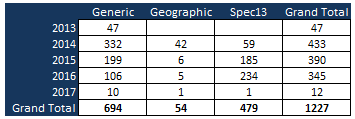 Generic Geographic Spec13 Grand Total
2013 47 47
2014 332 42 59 433
2015 199 6 185 390
2016 106 5 234 345
2017 10 1 1 12
Grand Total 694 54 479 1227